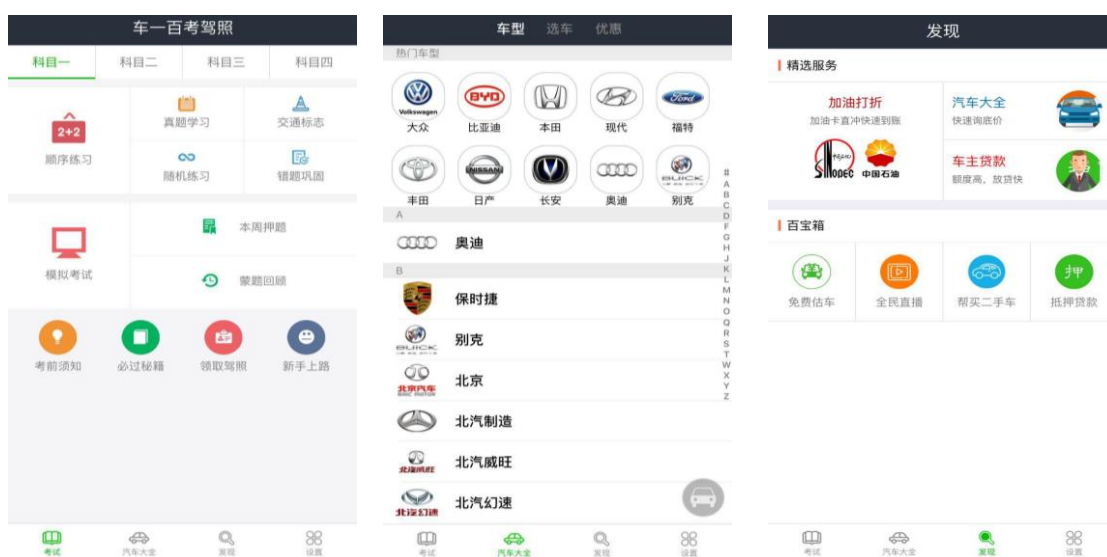 车一百考驾照
科目一 科目二 科目三 科目四
2+2
顺序练习
真题学习 交通标志
随机练习 错题巩固
模拟考试
本周押题
蒙题回顾
考前须知 必过秘籍 领取驾照 新手上路
考试 汽车大全 发现 设置
车型 选车 优惠
热门车型
Volkswagen BYD Ford
大众 比亚迪 本田 现代 福特
NISSAN BUICK
丰田 日产 长安 奥迪 别克
A
奥迪
B
保时捷
BUICK
别克
北京汽车
BAIC MOTOR
北京
北汽制造
北汽威旺
北汽威旺
北汽幻速
北汽幻速
#
A
B
C
D
F
G
H
J
K
L
M
N
O
Q
R
S
T
W
X
Y
Z
考试 汽车大全 发现 设置
发现
精选服务
加油打折
加油卡直冲快速到账
SINOPEC 中国石油
汽车大全
快速询底价
车主贷款
额度高，放贷快
百宝箱
押
免费估车 全民直播 帮买二手车 抵押贷款
考试 汽车大全 发现 设置